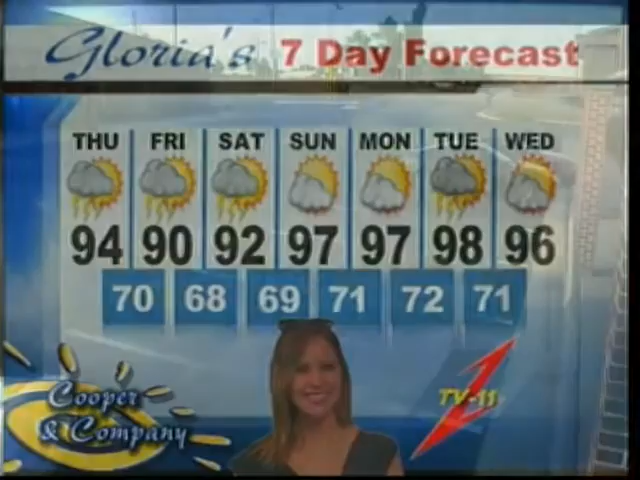 Gloria's 7 Day Forecast
THU FRI SAT SUN MON TUE WED
94 90 92 97 97 98 96
70 68 69 71 72 71
Cooper
& Company
TV-11